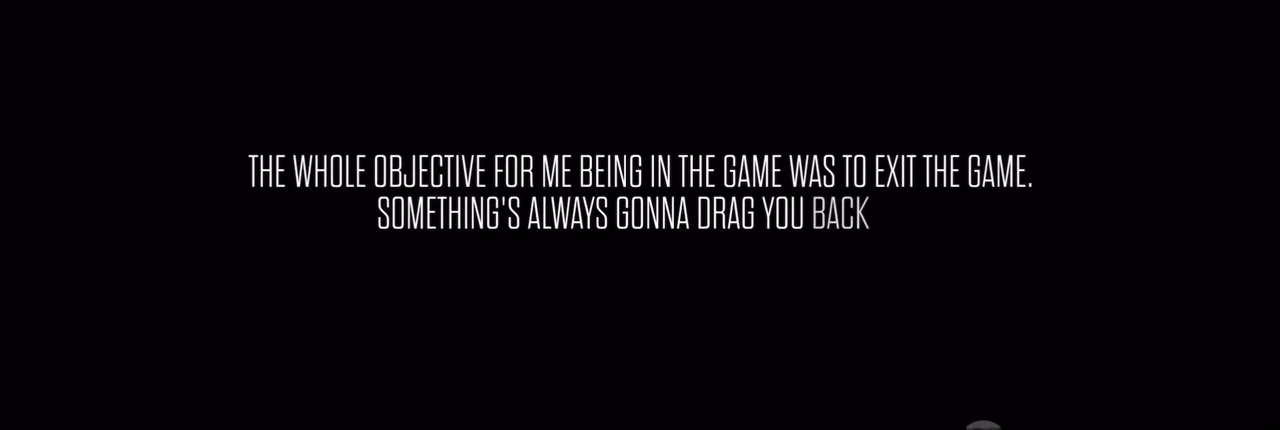 THE WHOLE OBJECTIVE FOR ME BEING IN THE GAME WAS TO EXIT THE GAME.
SOMETHING'S ALWAYS GONNA DRAG YOU BACK